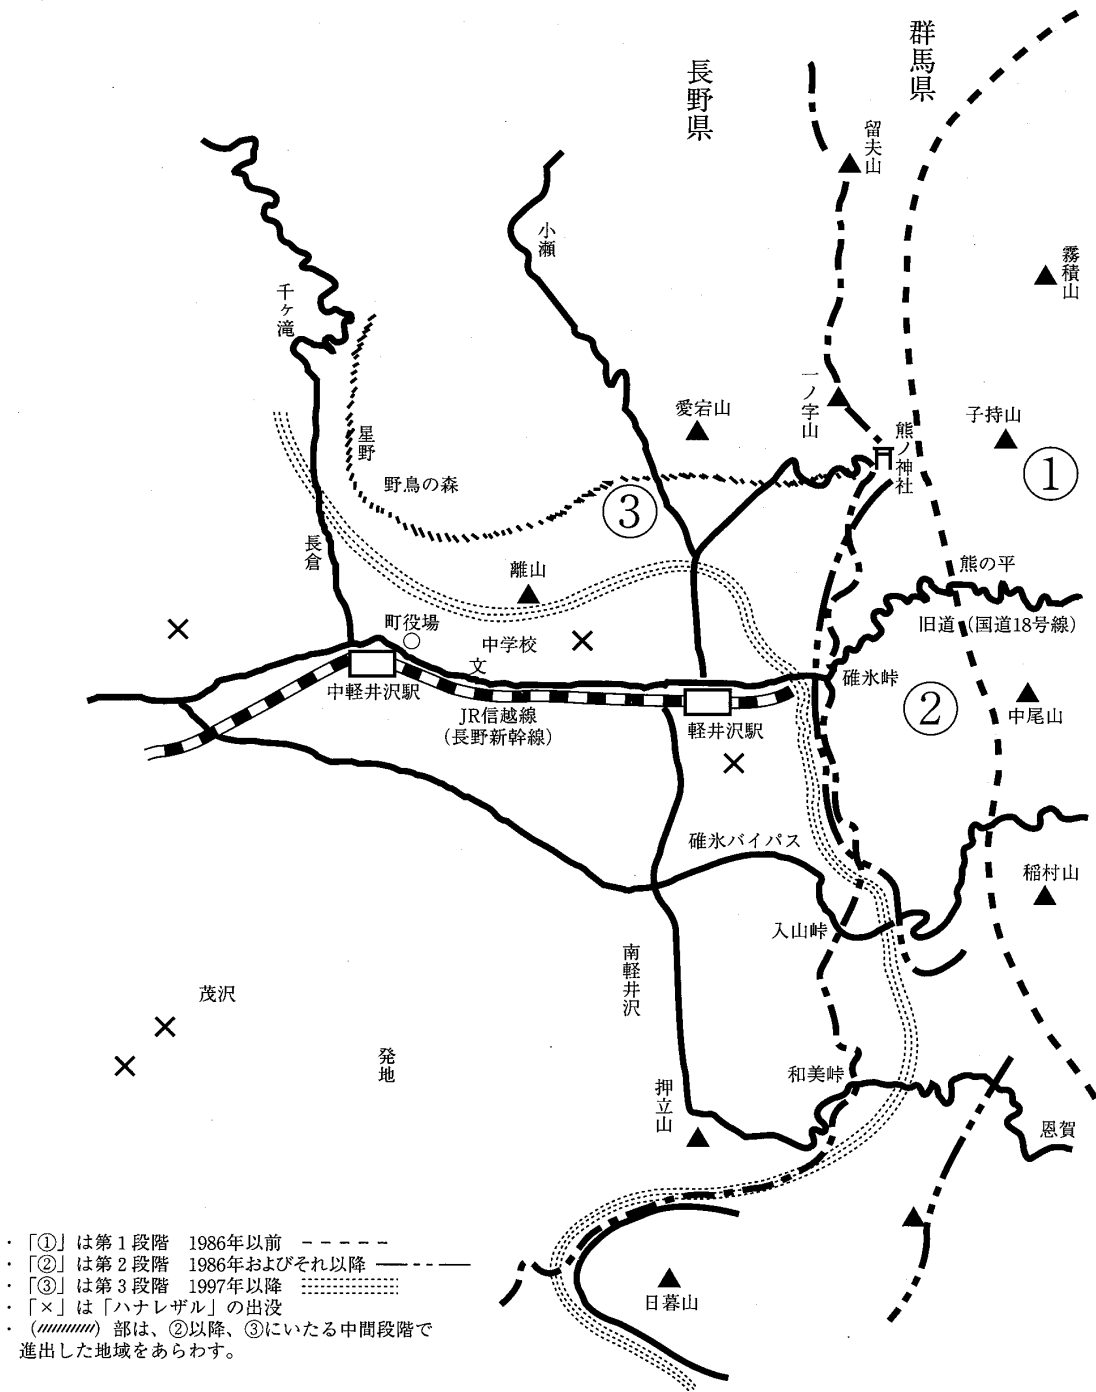 群馬県
長野県
留夫山
霧積山
小瀬
千ヶ滝
一ノ字山
愛宕山
子持山
熊ノ神社
①
星野
野鳥の森
③
長倉
離山
熊の平
旧道（国道18号線）
町役場
中学校
文
碓氷峠
②
中尾山
中軽井沢駅
JR信越線
（長野新幹線）
軽井沢駅
碓氷バイパス
稲村山
入山峠
南軽井沢
茂沢
発地
和美峠
押立山
恩賀
日暮山
・「①」は第１段階　1986年以前
・「②」は第２段階　1986年およびそれ以降
・「③」は第３段階　1997年以降
・「×」は「ハナレザル」の出没
・（　　　）部は、②以降、③にいたる中間段階で
進出した地域をあらわす。